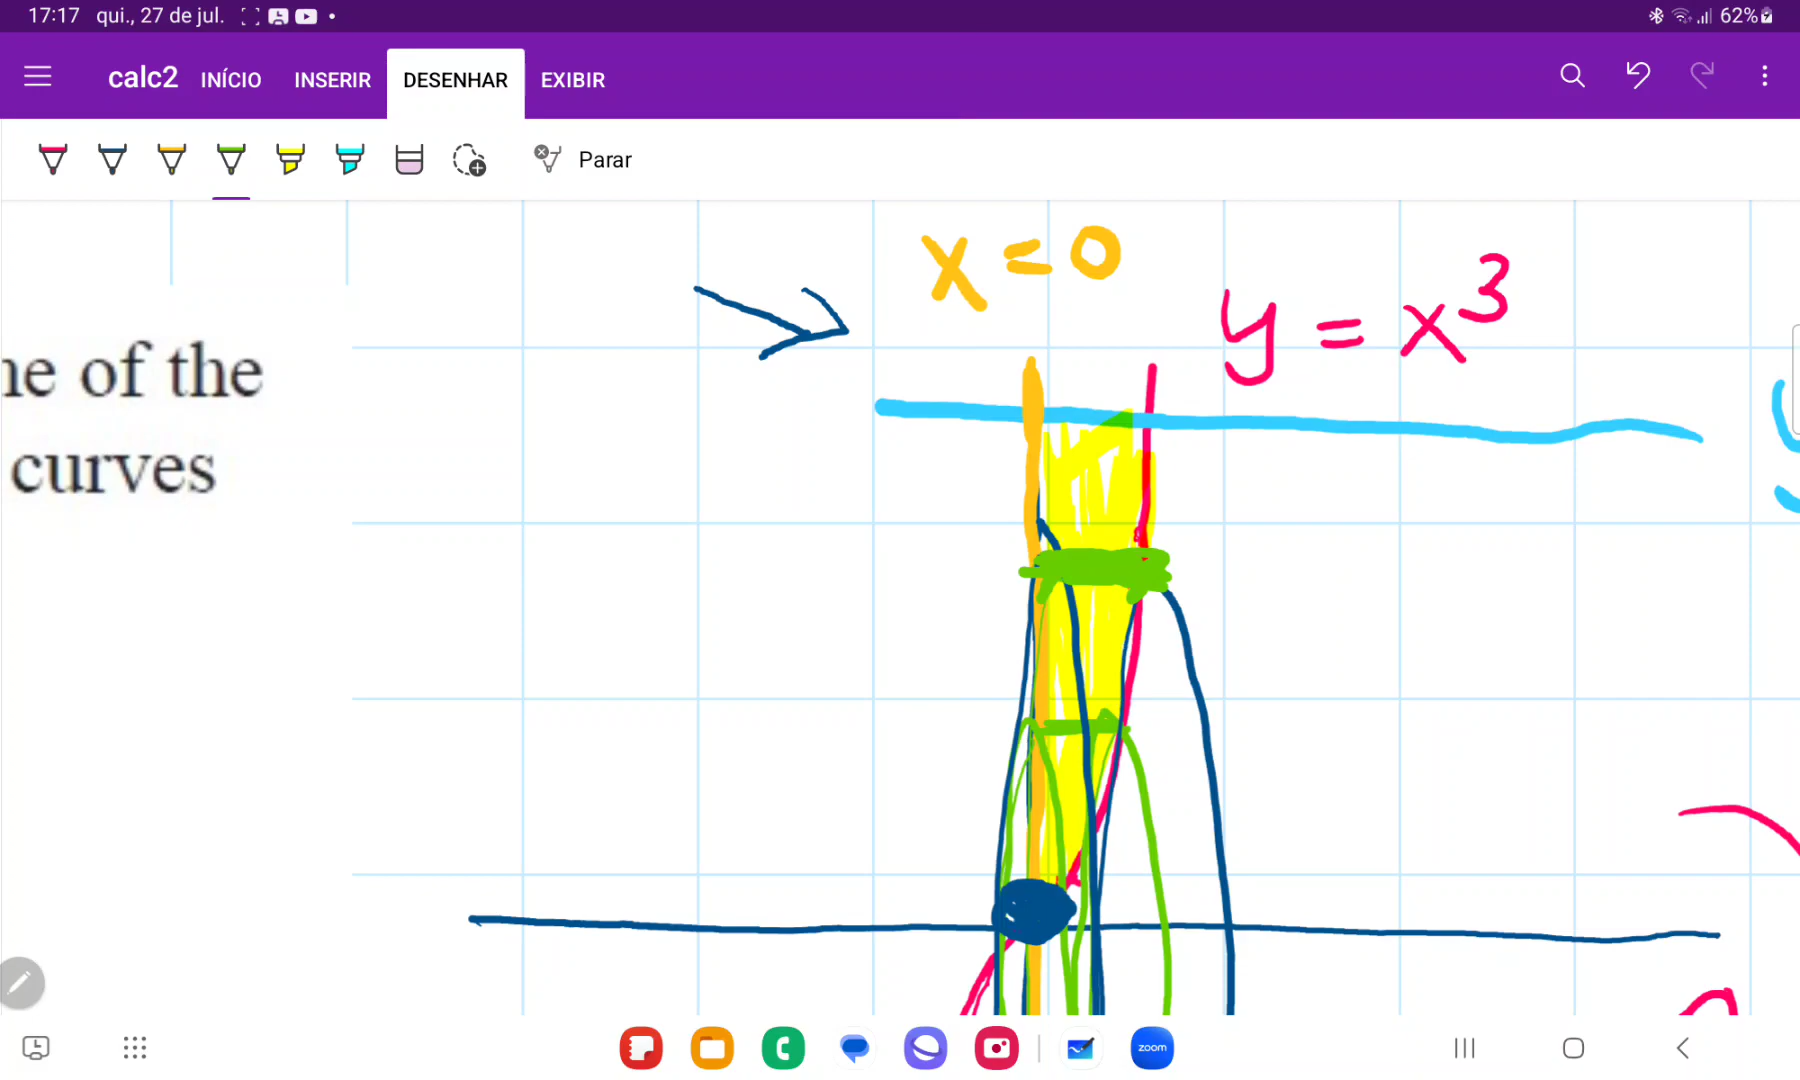 17:17 qui., 27 de jul.
62%
calc2 INÍCIO INSERIR DESENHAR EXIBIR
Parar
x = 0
y = x³
ne of the
curves
zoom